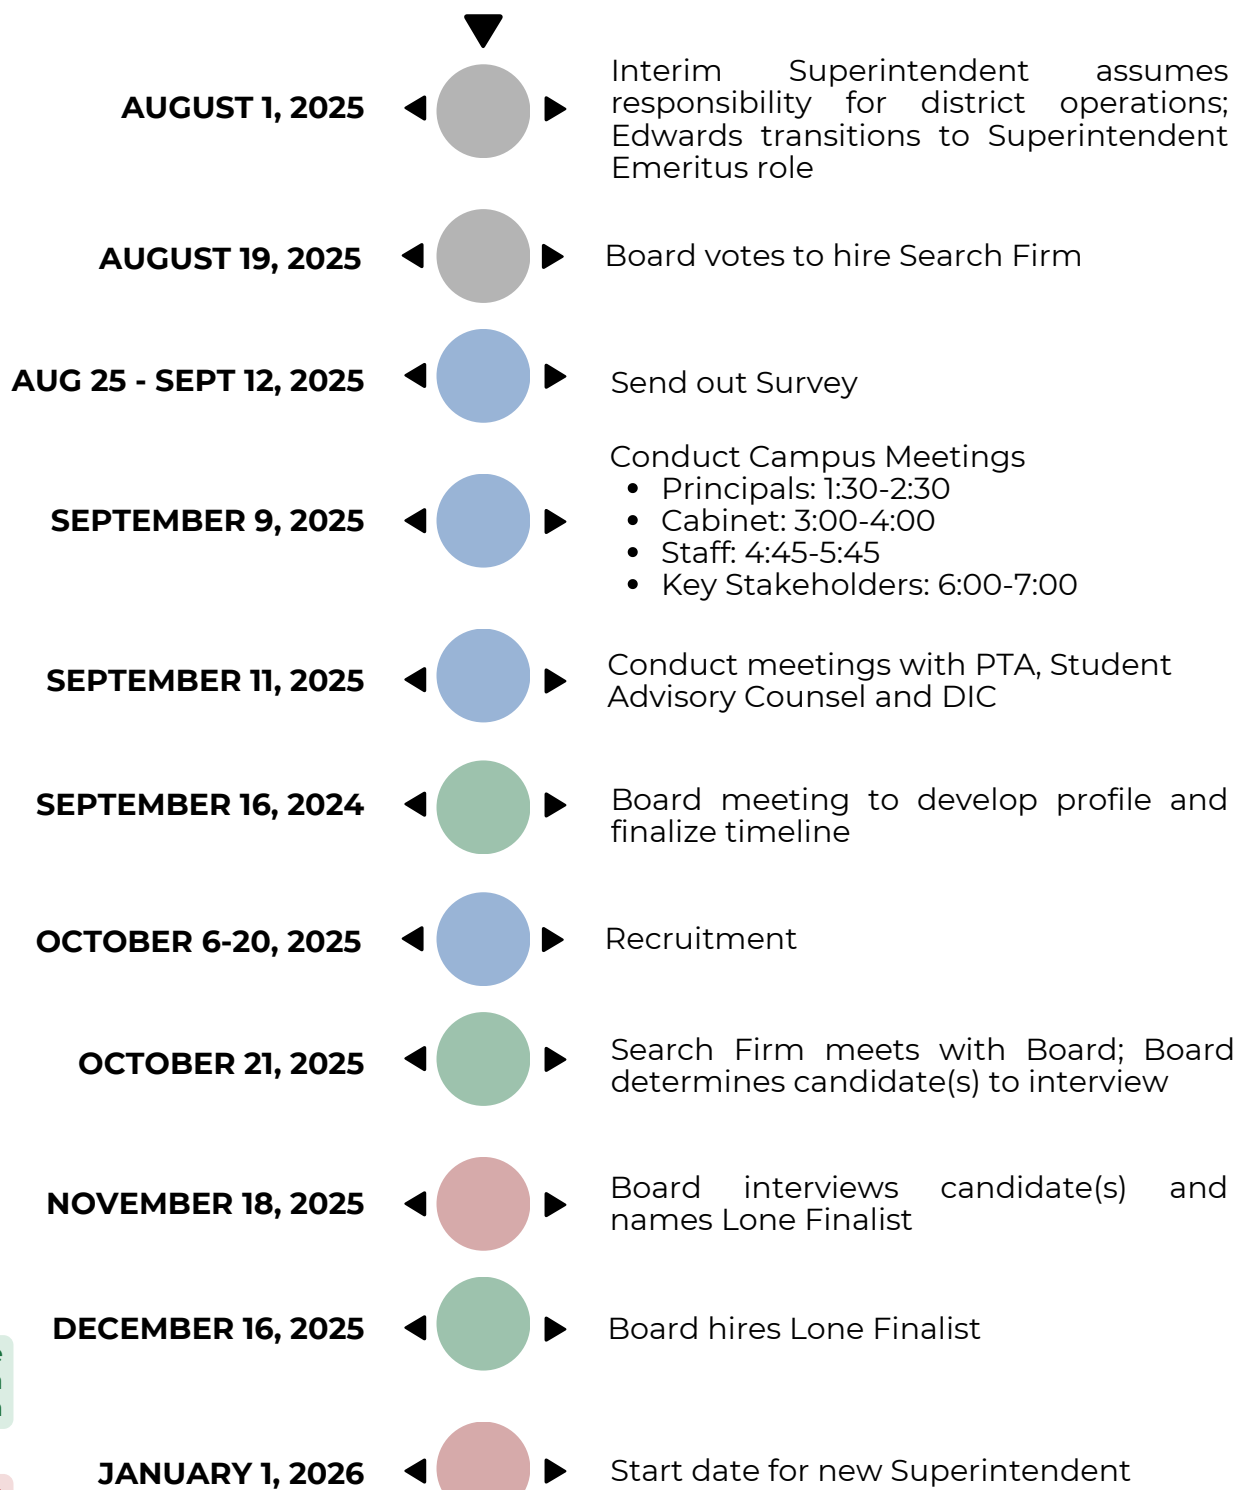 AUGUST 1, 2025
Interim Superintendent assumes
responsibility for district operations;
Edwards transitions to Superintendent
Emeritus role
AUGUST 19, 2025
Board votes to hire Search Firm
AUG 25 - SEPT 12, 2025
Send out Survey
SEPTEMBER 9, 2025
Conduct Campus Meetings
• Principals: 1:30-2:30
• Cabinet: 3:00-4:00
• Staff: 4:45-5:45
• Key Stakeholders: 6:00-7:00
SEPTEMBER 11, 2025
Conduct meetings with PTA, Student
Advisory Counsel and DIC
SEPTEMBER 16, 2024
Board meeting to develop profile and
finalize timeline
OCTOBER 6-20, 2025
Recruitment
OCTOBER 21, 2025
Search Firm meets with Board; Board
determines candidate(s) to interview
NOVEMBER 18, 2025
Board interviews candidate(s) and
names Lone Finalist
DECEMBER 16, 2025
Board hires Lone Finalist
JANUARY 1, 2026
Start date for new Superintendent